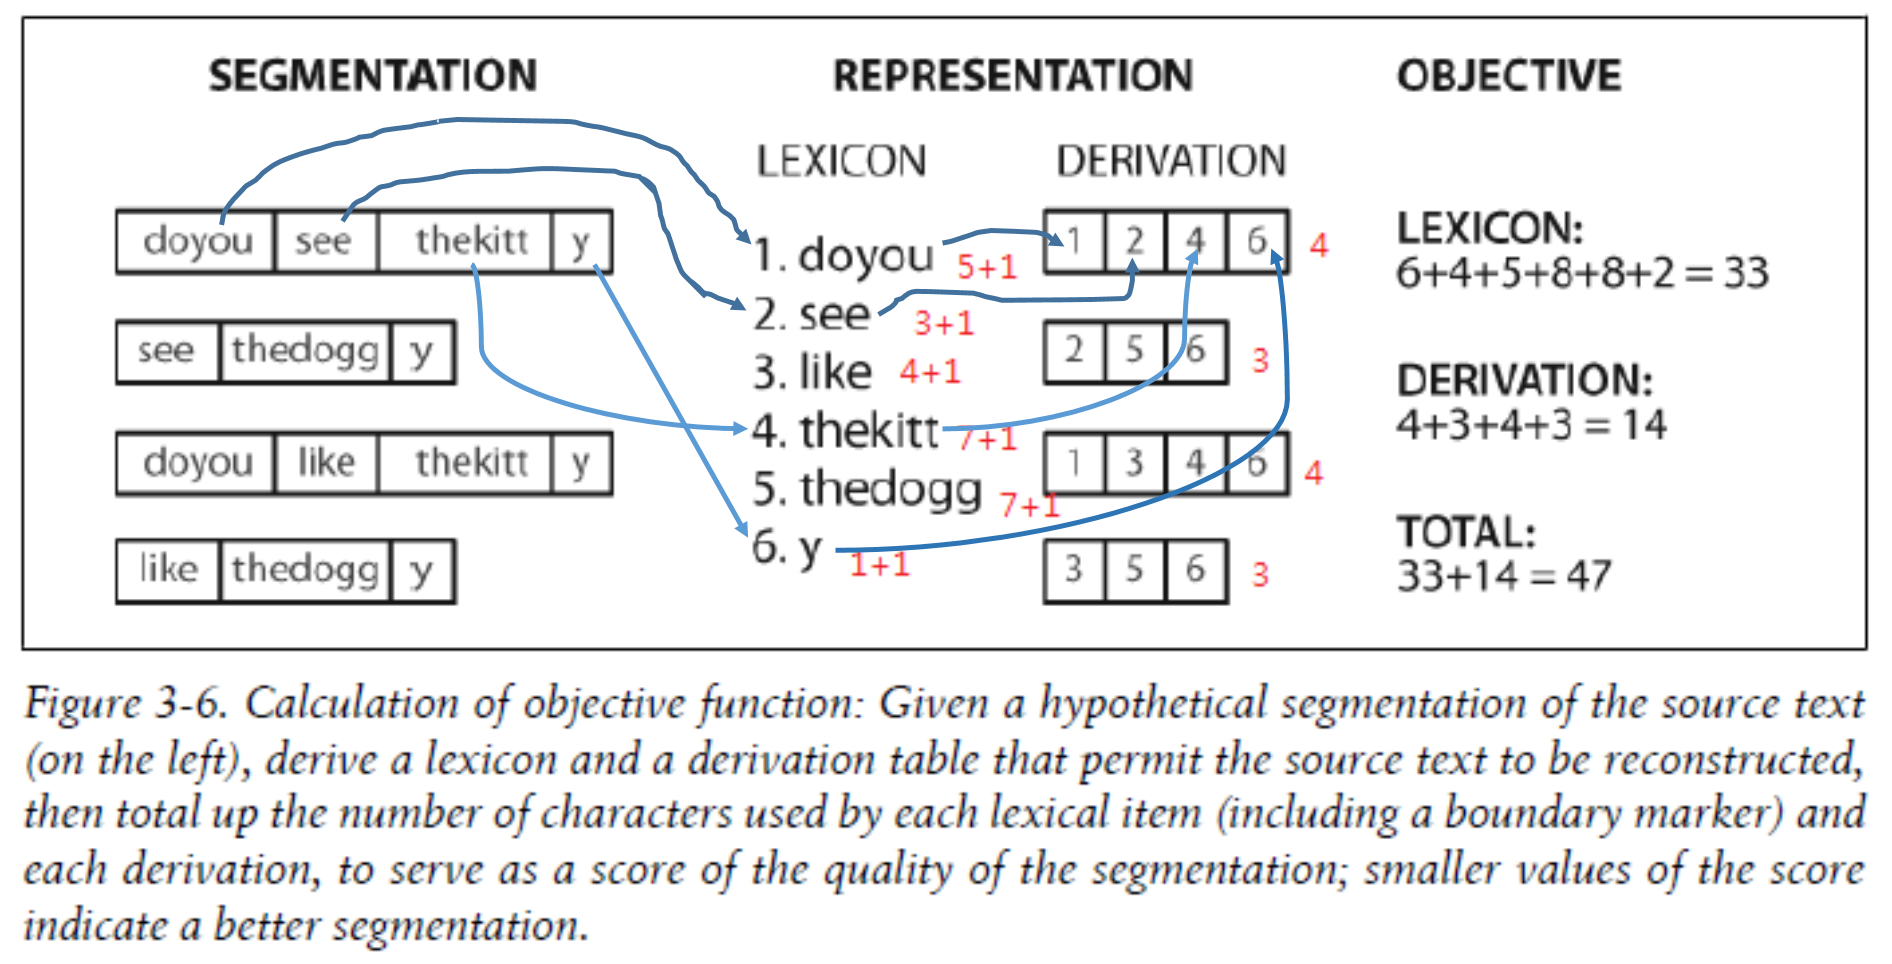 SEGMENTATION REPRESENTATION OBJECTIVE
LEXICON DERIVATION
doyou see thekitt y
see thedogg y
doyou like thekitt y
like thedogg y
1. doyou 5+1
2. see 3+1
3. like 4+1
4. thekitt 7+1
5. thedogg 7+1
6. y 1+1
1 2 4 6 4
2 5 6 3
1 3 4 6 4
3 5 6 3
LEXICON:
6+4+5+8+8+2 = 33
DERIVATION:
4+3+4+3 = 14
TOTAL:
33+14 = 47
Figure 3-6. Calculation of objective function: Given a hypothetical segmentation of the source text
(on the left), derive a lexicon and a derivation table that permit the source text to be reconstructed,
then total up the number of characters used by each lexical item (including a boundary marker) and
each derivation, to serve as a score of the quality of the segmentation; smaller values of the score
indicate a better segmentation.